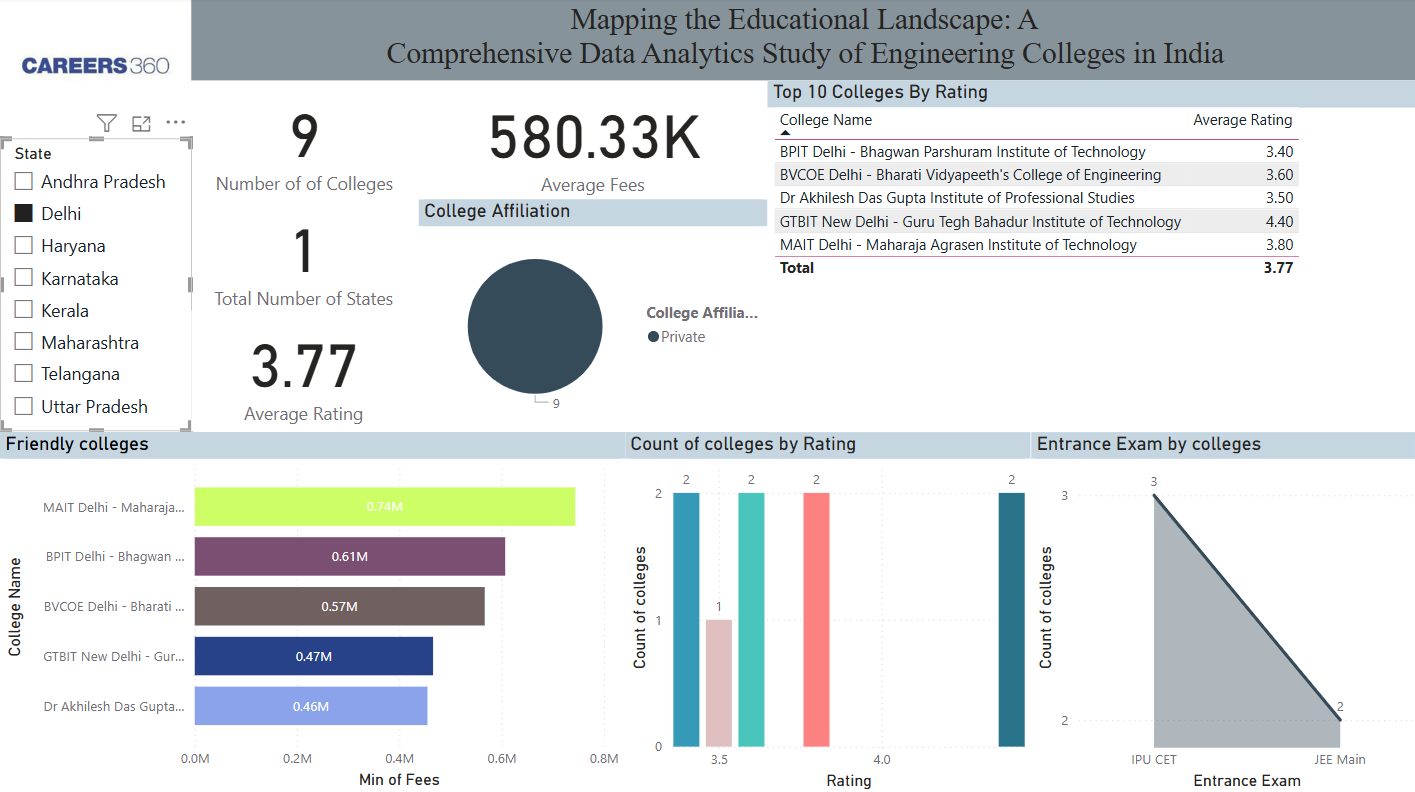 Mapping the Educational Landscape: A
Comprehensive Data Analytics Study of Engineering Colleges in India
CAREERS360
State
Andhra Pradesh
Delhi
Haryana
Karnataka
Kerala
Maharashtra
Telangana
Uttar Pradesh
9
Number of of Colleges
1
Total Number of States
3.77
Average Rating
580.33K
Average Fees
College Affiliation
9
College Affilia...
Private
Top 10 Colleges By Rating
College Name Average Rating
BPIT Delhi - Bhagwan Parshuram Institute of Technology 3.40
BVCOE Delhi - Bharati Vidyapeeth's College of Engineering 3.60
Dr Akhilesh Das Gupta Institute of Professional Studies 3.50
GTBIT New Delhi - Guru Tegh Bahadur Institute of Technology 4.40
MAIT Delhi - Maharaja Agrasen Institute of Technology 3.80
Total 3.77
Friendly colleges
College Name
MAIT Delhi - Maharaja... 0.74M
BPIT Delhi - Bhagwan ... 0.61M
BVCOE Delhi - Bharati ... 0.57M
GTBIT New Delhi - Gur... 0.47M
Dr Akhilesh Das Gupta... 0.46M
0.0M 0.2M 0.4M 0.6M 0.8M
Min of Fees
Count of colleges by Rating
Count of colleges
2 2 2 2
2
1
1
0
3.5 4.0
Rating
Entrance Exam by colleges
Count of colleges
3
3
2
2
IPU CET JEE Main
Entrance Exam